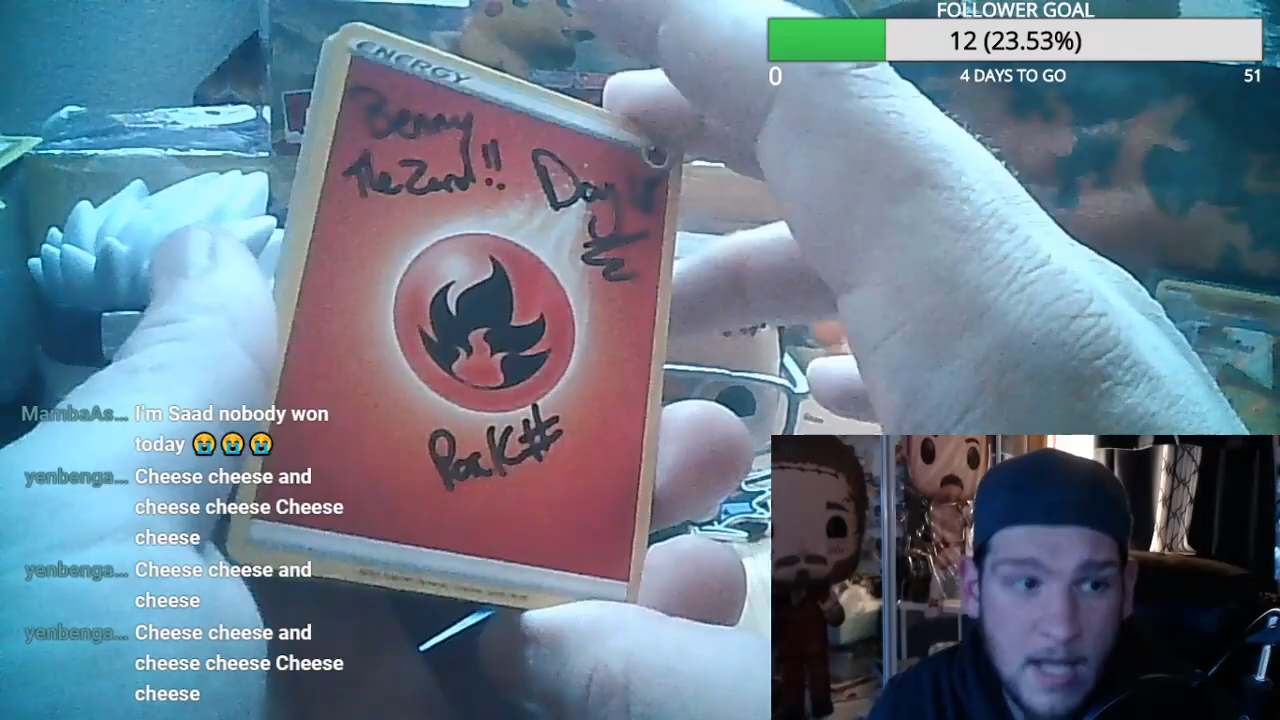 FOLLOWER GOAL
12 (23.53%)
0
4 DAYS TO GO
51
ENERGY
Benny
The Zard!!
Day
Pack#
MambaAs... I'm Saad nobody won
today 😭😭😭
yenbenga... Cheese cheese and
cheese cheese Cheese
cheese
yenbenga... Cheese cheese and
cheese
yenbenga... Cheese cheese and
cheese cheese Cheese
cheese